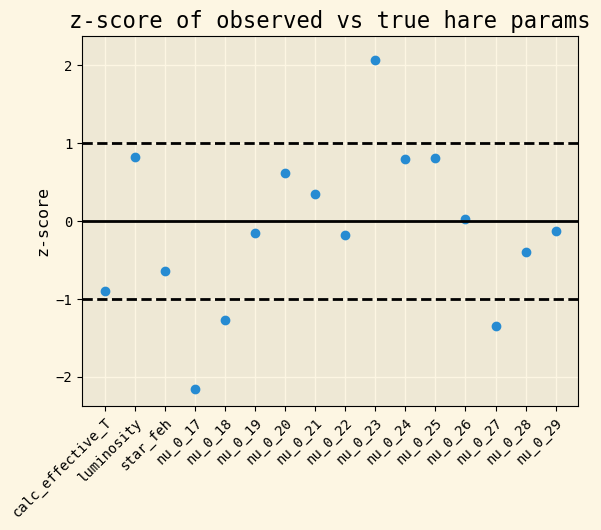 z-score of observed vs true hare params
z-score
2
1
0
−1
−2
calc_effective_T
luminosity
star_feh
nu_0_17
nu_0_18
nu_0_19
nu_0_20
nu_0_21
nu_0_22
nu_0_23
nu_0_24
nu_0_25
nu_0_26
nu_0_27
nu_0_28
nu_0_29